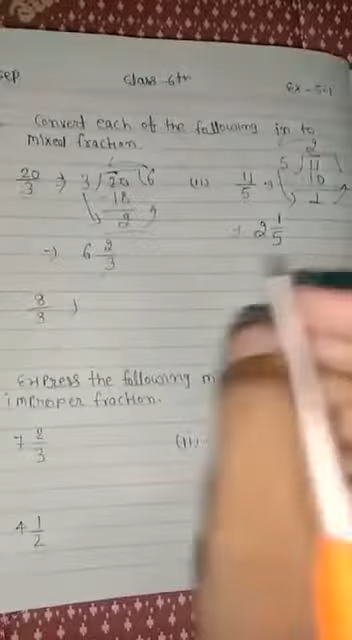 sep Class-6th Ex-5.1
Convert each of the following in to
mixed fraction.
20/3 ⇒ 3)20(6 (ii) 11/5 ⇒ 5)11 2
18 10
2 1
⇒ 6 2/3 ⇒ 2 1/5
8/3 ⇒
Express the following m
improper fraction.
7 2/3 (ii)
4 1/2